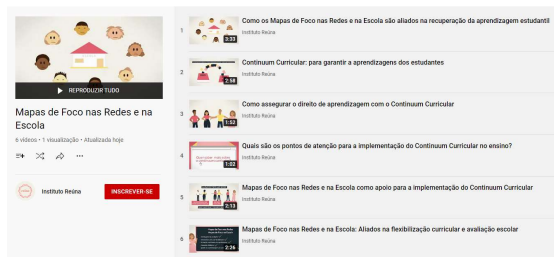 REPRODUZIR TUDO
Mapas de Foco nas Redes e na
Escola
6 vídeos • 1 visualização • Atualizada hoje
Instituto Reúna
INSCREVER-SE
1
3:33
Como os Mapas de Foco nas Redes e na Escola são aliados na recuperação da aprendizagem estudantil
Instituto Reúna
2
2:58
Continuum Curricular: para garantir a aprendizagens dos estudantes
Instituto Reúna
3
1:52
Como assegurar o direito de aprendizagem com o Continuum Curricular
Instituto Reúna
4
1:02
Quais são os pontos de atenção para a implementação do Continuum Curricular no ensino?
Instituto Reúna
5
2:13
Mapas de Foco nas Redes e na Escola como apoio para a implementação do Continuum Curricular
Instituto Reúna
6
2:26
Mapas de Foco nas Redes e na Escola: Aliados na flexibilização curricular e avaliação escolar
Instituto Reúna